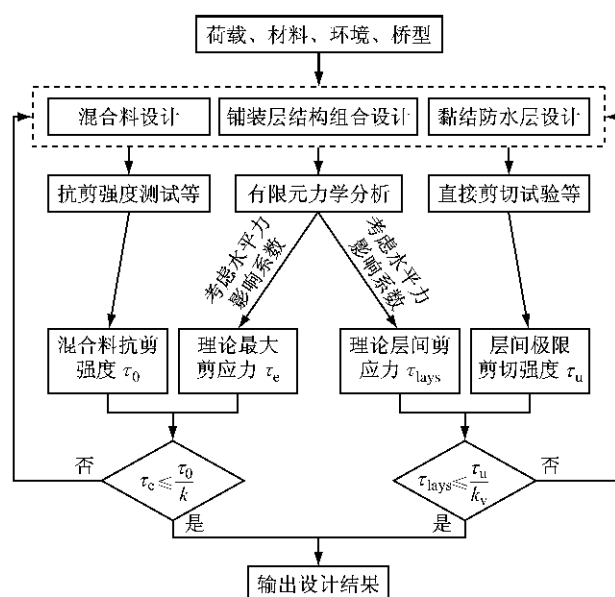 荷载、材料、环境、桥型
混合料设计
铺装层结构组合设计
黏结防水层设计
抗剪强度测试等
有限元力学分析
直接剪切试验等
考虑水平力
影响系数
考虑水平力
影响系数
混合料抗剪
强度 τ0
理论最大
剪应力 τe
理论层间剪
应力 τlays
层间极限
剪切强度 τu
否
τe≤τ0/k
τlays≤τu/kv
否
是
是
输出设计结果